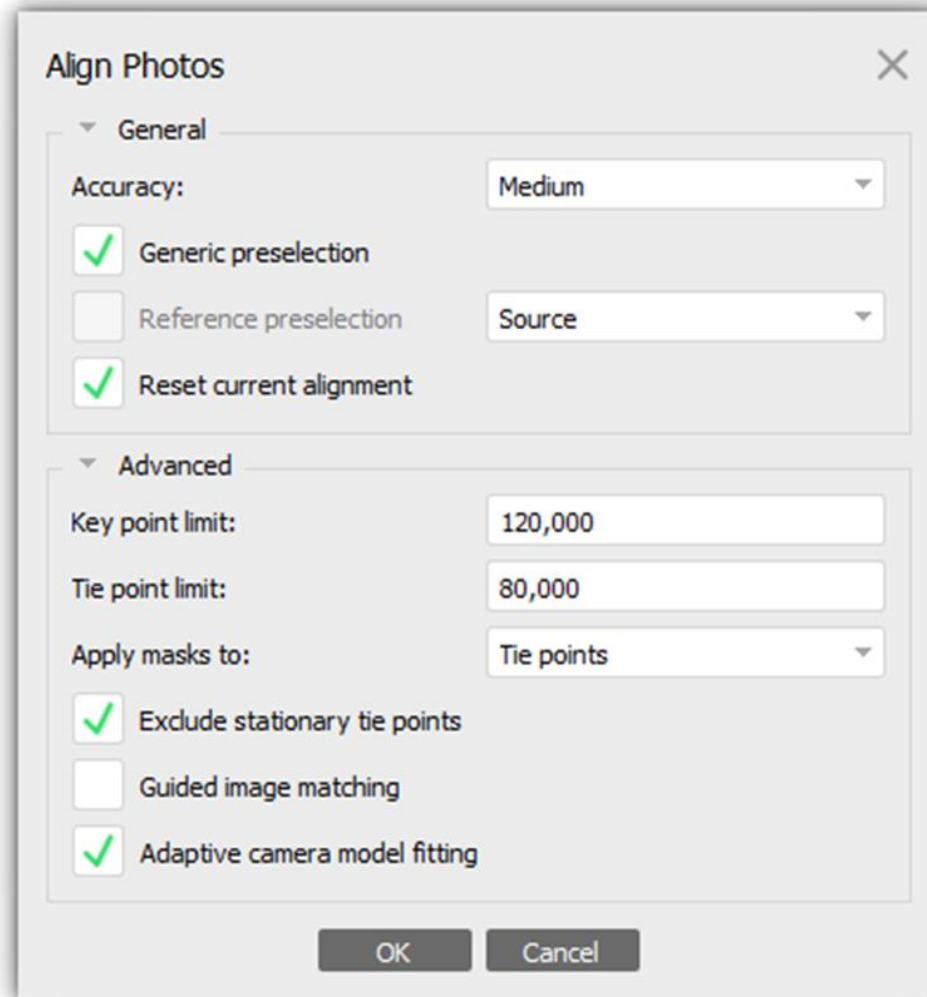 Align Photos
General
Accuracy: Medium
Generic preselection
Reference preselection Source
Reset current alignment
Advanced
Key point limit: 120,000
Tie point limit: 80,000
Apply masks to: Tie points
Exclude stationary tie points
Guided image matching
Adaptive camera model fitting
OK Cancel